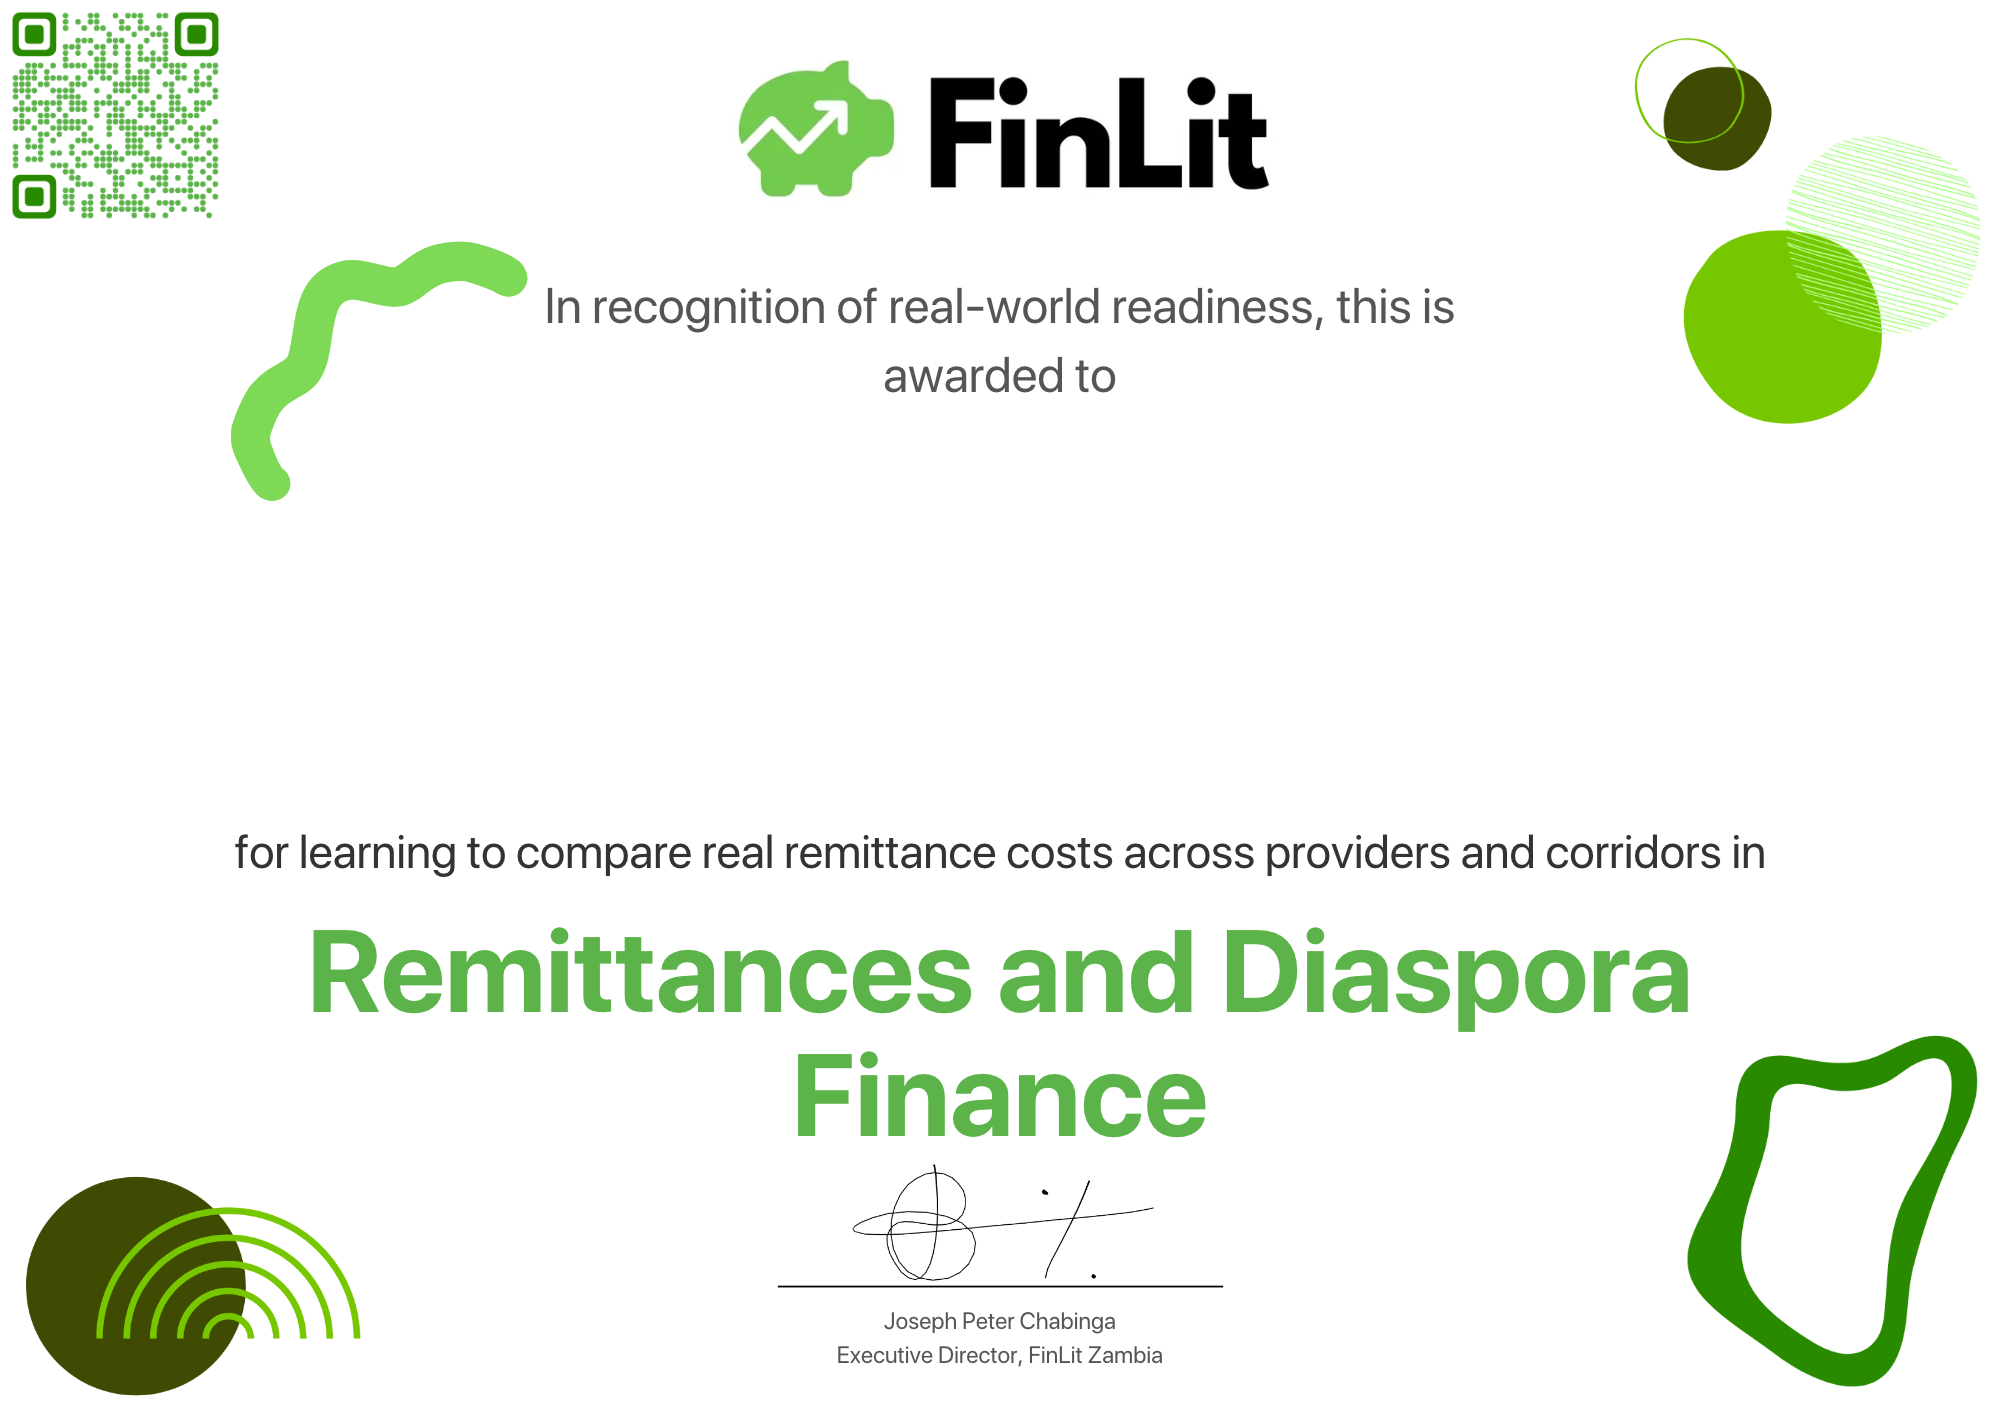 FinLit
In recognition of real-world readiness, this is
awarded to
for learning to compare real remittance costs across providers and corridors in
Remittances and Diaspora
Finance
Joseph Peter Chabinga
Executive Director, FinLit Zambia